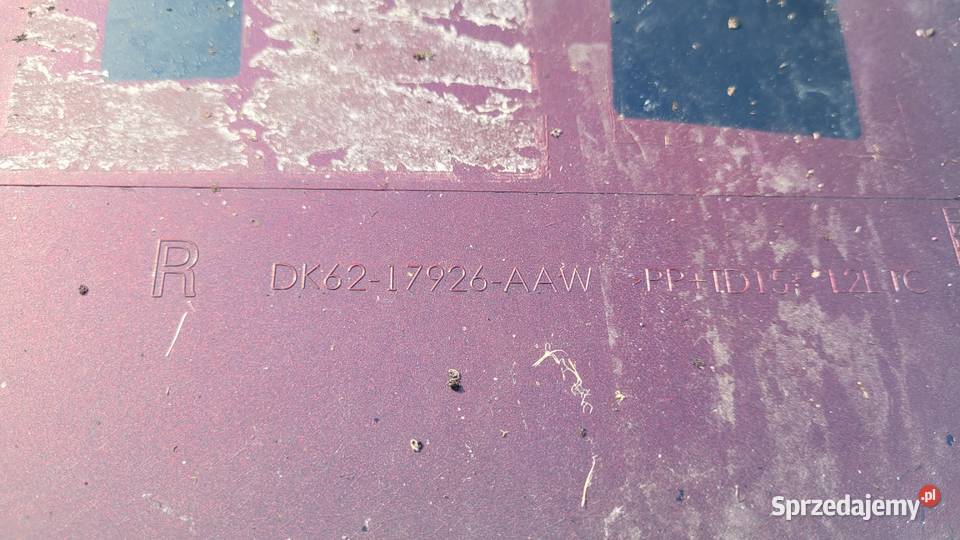 R DK62-17926-AAW >PP+TD15<
Sprzedajemy.pl